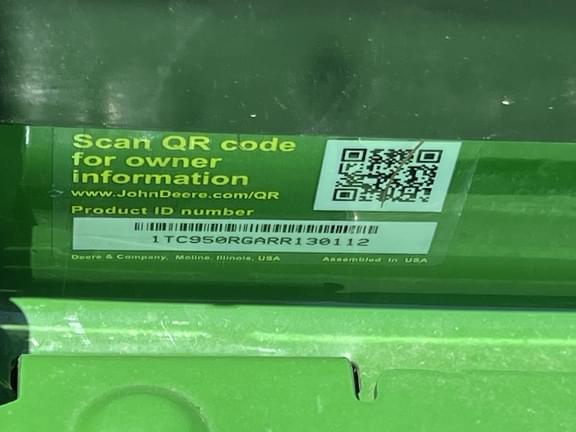 Scan QR code
for owner
information
www.JohnDeere.com/QR
Product ID number
1TC950RGARR130112
Deere & Company, Moline, Illinois, USA Assembled in USA